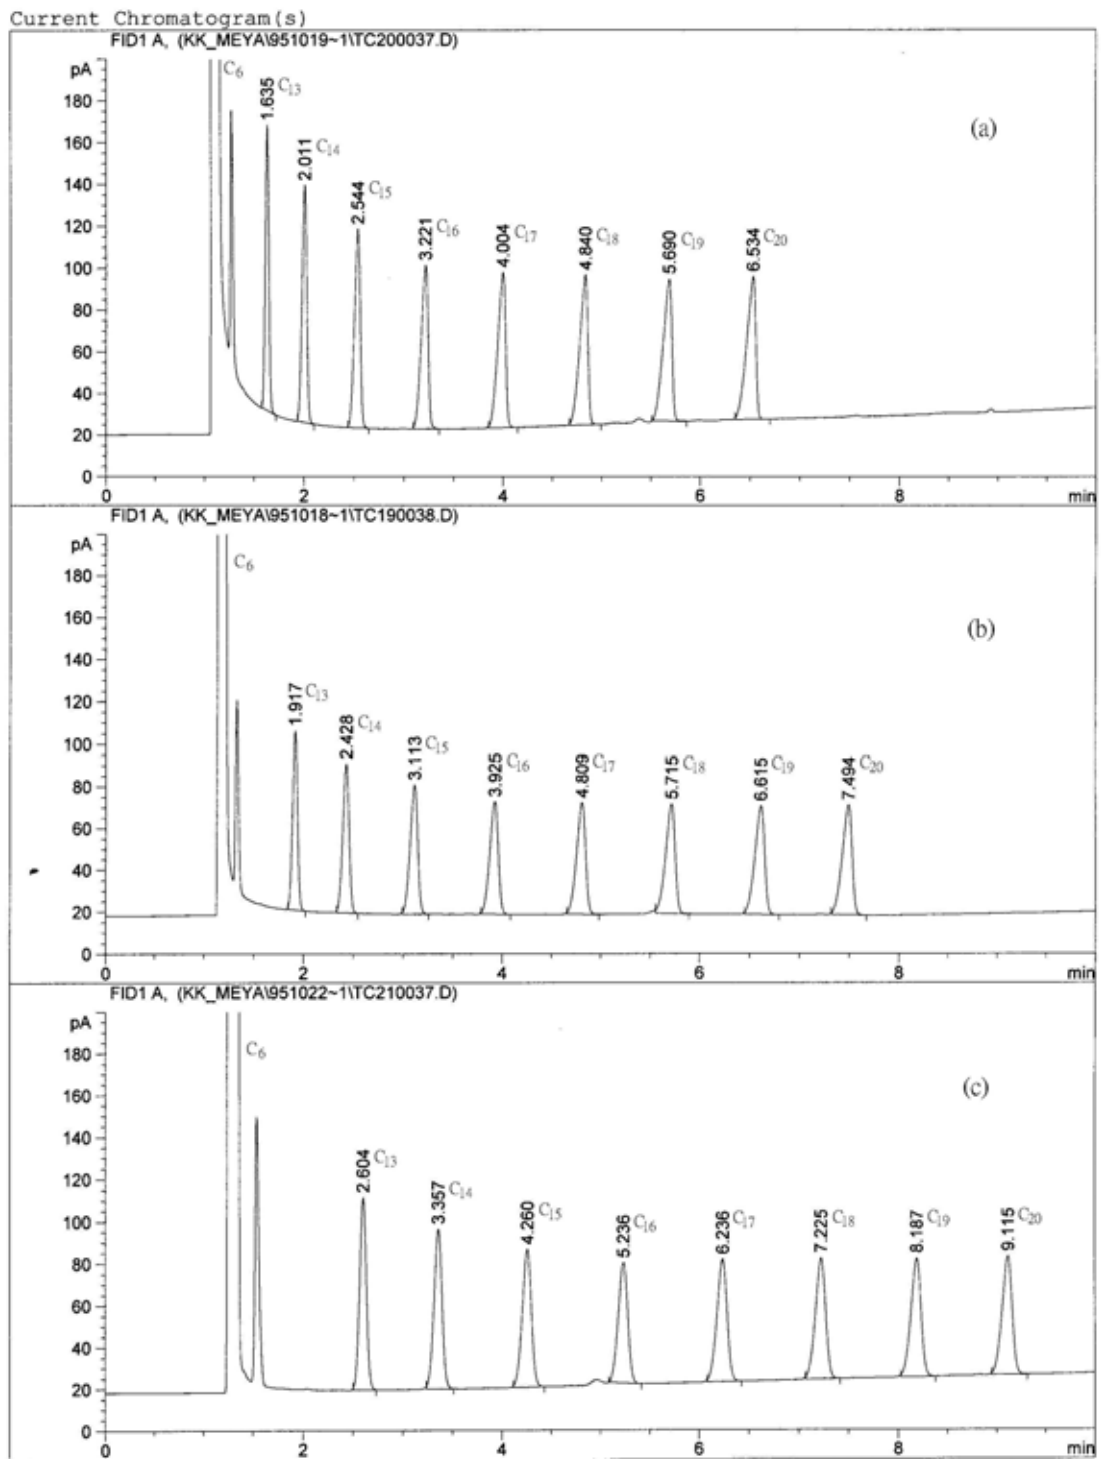 Current Chromatogram(s)
FID1 A, (KK_MEYA\951019~1\TC200037.D)
pA
C6
1.635 C13
2.011 C14
2.544 C15
3.221 C16
4.004 C17
4.840 C18
5.690 C19
6.534 C20
(a)
180
160
140
120
100
80
60
40
20
0
0 2 4 6 8 min
FID1 A, (KK_MEYA\951018~1\TC190038.D)
pA
C6
1.917 C13
2.428 C14
3.113 C15
3.925 C16
4.809 C17
5.715 C18
6.615 C19
7.494 C20
(b)
180
160
140
120
100
80
60
40
20
0
0 2 4 6 8 min
FID1 A, (KK_MEYA\951022~1\TC210037.D)
pA
C6
2.604 C13
3.357 C14
4.260 C15
5.236 C16
6.236 C17
7.225 C18
8.187 C19
9.115 C20
(c)
180
160
140
120
100
80
60
40
20
0
0 2 4 6 8 min